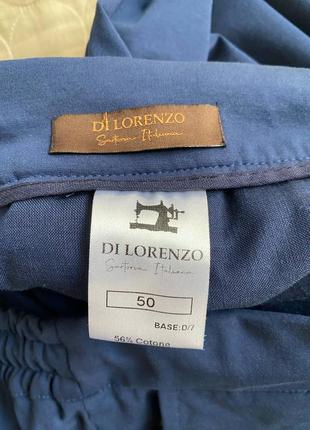 DI LORENZO
Sartoria Italiana
DI LORENZO
Sartoria Italiana
50
BASE:D/7
56% Cotone